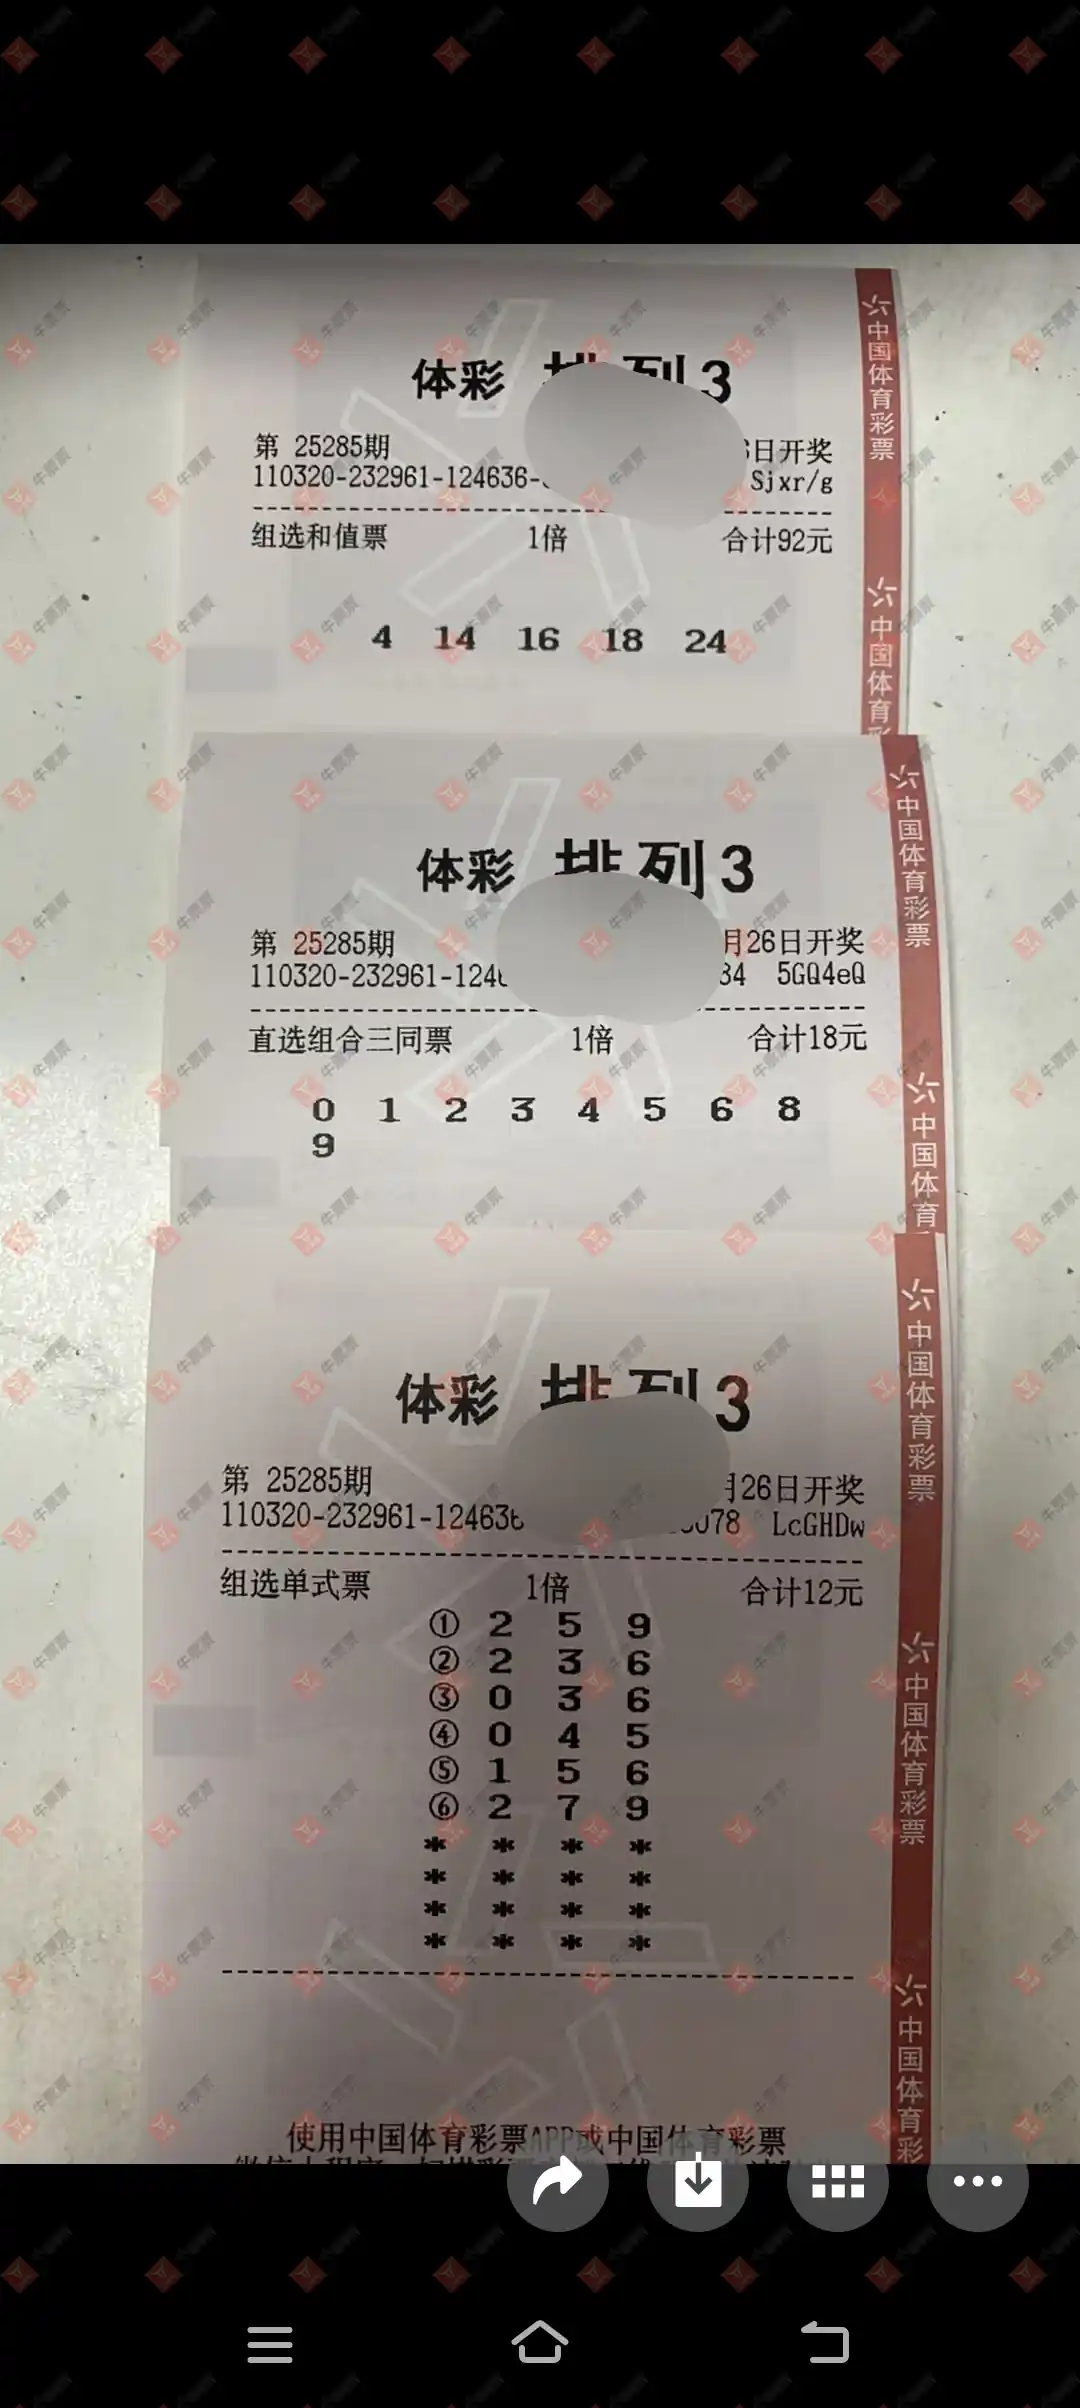 体彩 排列3
第 25285期 6日开奖
110320-232961-124636- Sjxr/g
组选和值票 1倍 合计92元
4 14 16 18 24
中国体育彩票
中国体育彩
体彩 排列3
第 25285期 月26日开奖
110320-232961-124 84 5GQ4eQ
直选组合三同票 1倍 合计18元
0 1 2 3 4 5 6 8
9
中国体育彩票
中国体育
体彩 排列3
第 25285期 月26日开奖
110320-232961-124636 078 LcGHDw
组选单式票 1倍 合计12元
① 2 5 9
② 2 3 6
③ 0 3 6
④ 0 4 5
⑤ 1 5 6
⑥ 2 7 9
* * * *
* * * *
* * * *
* * * *
中国体育彩票
中国体育彩票
中国体育彩
使用中国体育彩票APP或中国体育彩票
牛票票